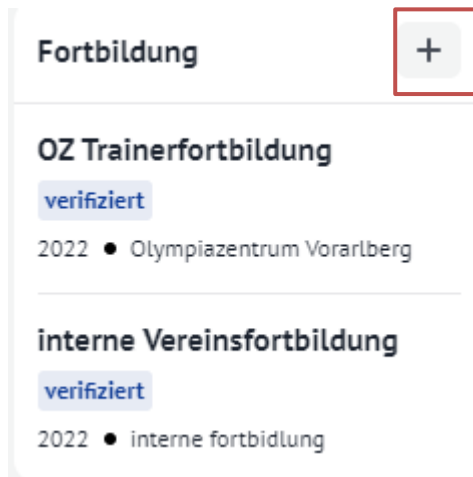 Fortbildung +
OZ Trainerfortbildung
verifiziert
2022 ● Olympiazentrum Vorarlberg
interne Vereinsfortbildung
verifiziert
2022 ● interne fortbidlung